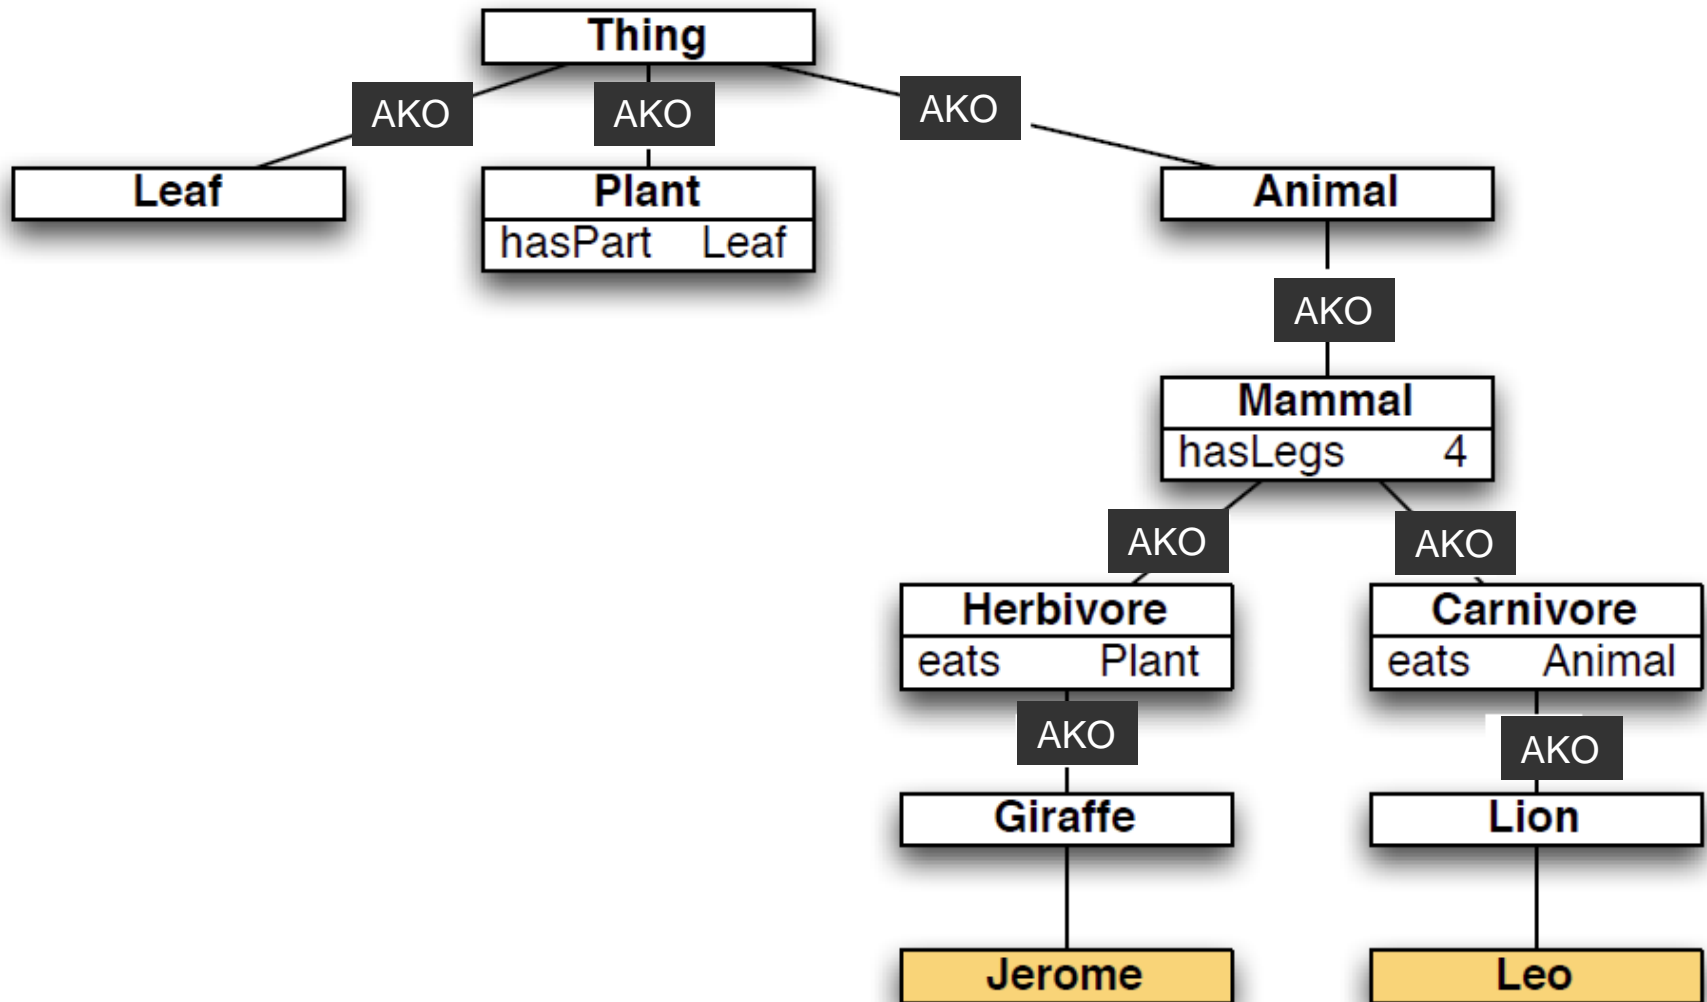 Thing
AKO AKO AKO
Leaf Plant Animal
hasPart Leaf
AKO
Mammal
hasLegs 4
AKO AKO
Herbivore Carnivore
eats Plant eats Animal
AKO AKO
Giraffe Lion
Jerome Leo